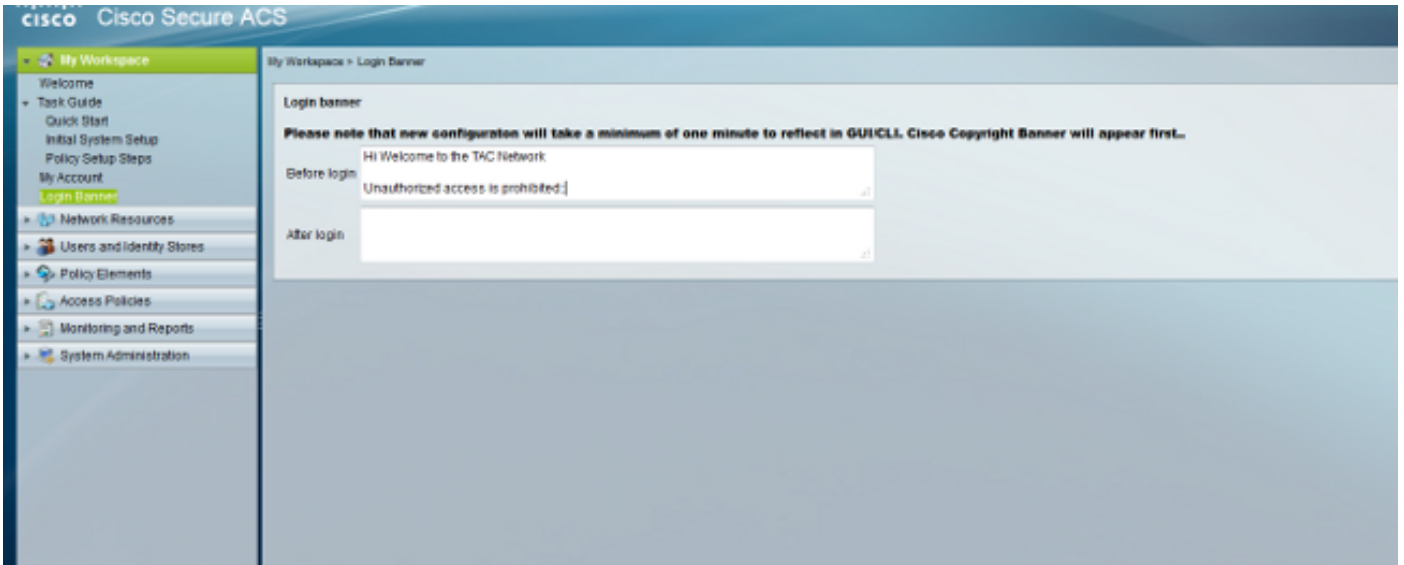 CISCO Cisco Secure ACS
My Workspace
Welcome
Task Guide
Quick Start
Initial System Setup
Policy Setup Steps
My Account
Login Banner
Network Resources
Users and Identity Stores
Policy Elements
Access Policies
Monitoring and Reports
System Administration
My Workspace > Login Banner
Login banner
Please note that new configuraton will take a minimum of one minute to reflect in GUI/CLI. Cisco Copyright Banner will appear first..
Before login
Hi Welcome to the TAC Network
Unauthorized access is prohibited:
After login